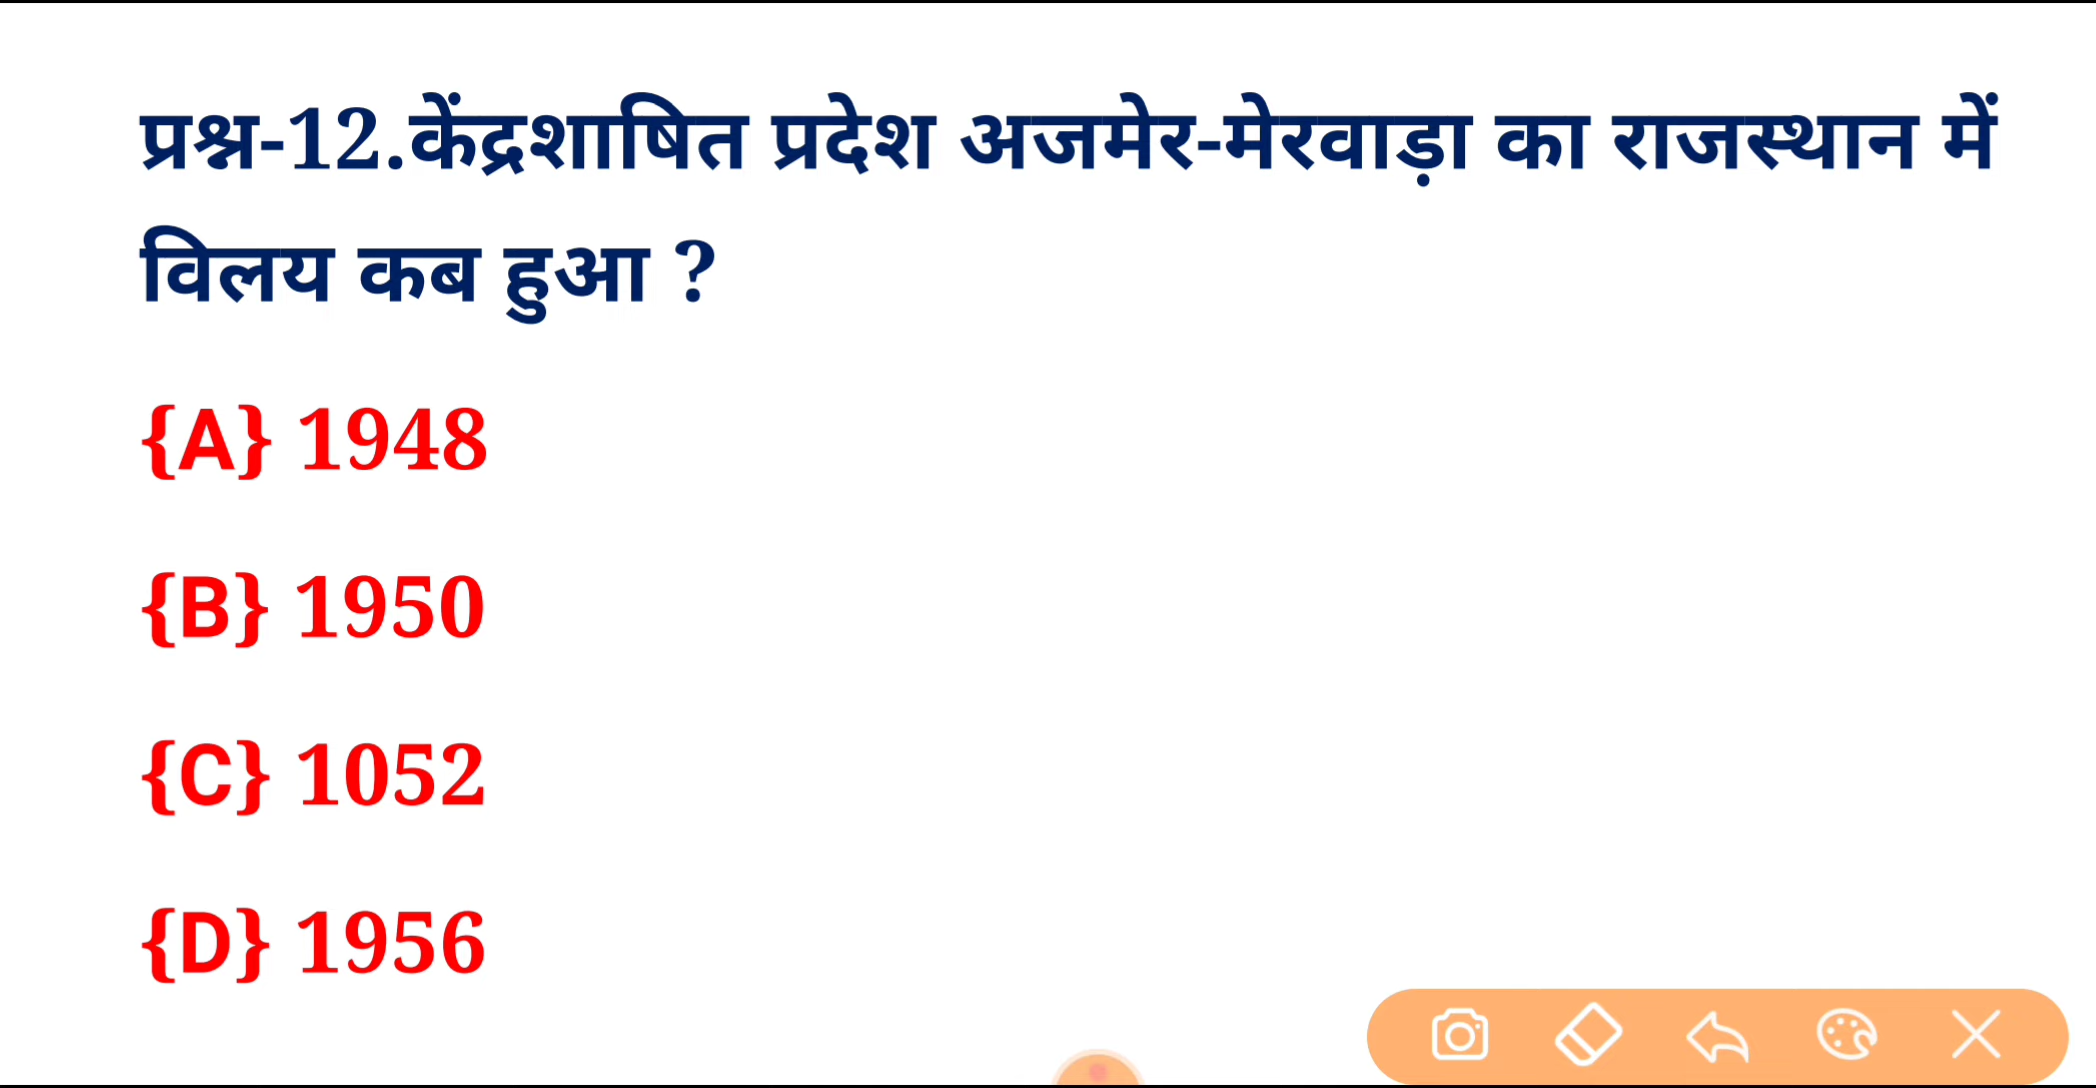 प्रश्न-12.केंद्रशाषित प्रदेश अजमेर-मेरवाड़ा का राजस्थान में
विलय कब हुआ ?
{A} 1948
{B} 1950
{C} 1052
{D} 1956